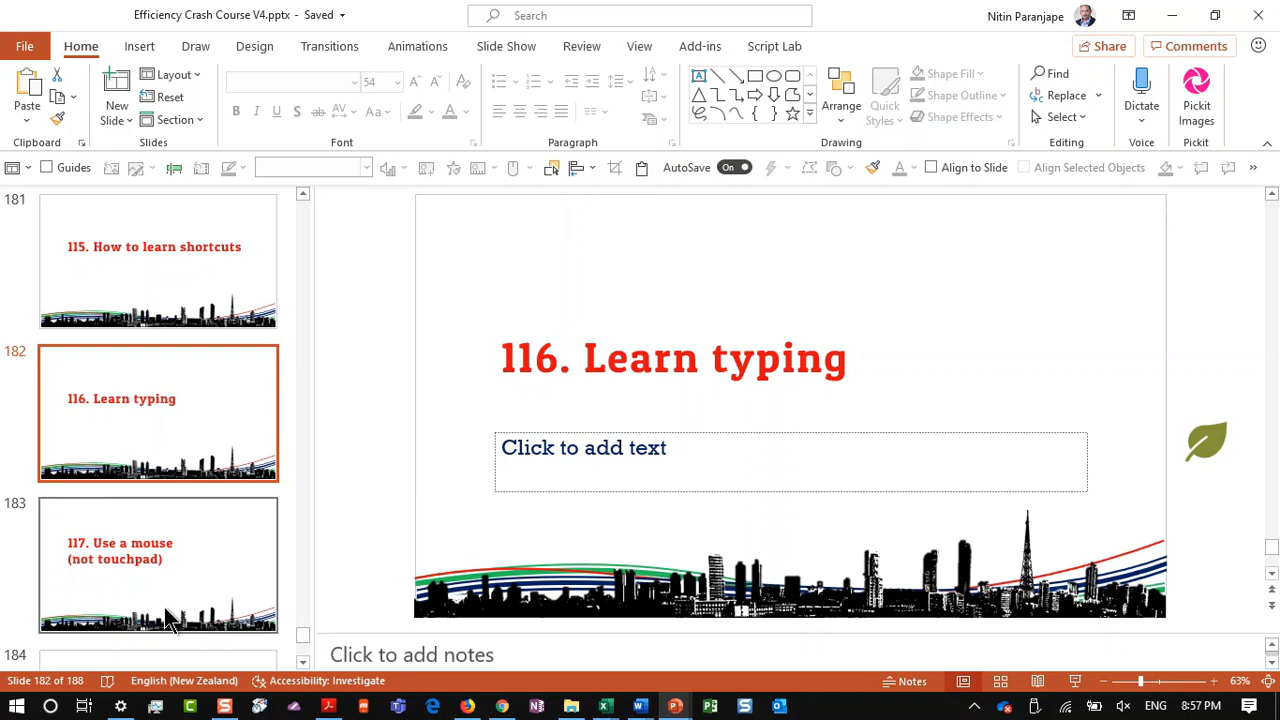 Efficiency Crash Course V4.pptx - Saved
Search
Nitin Paranjape
File Home Insert Draw Design Transitions Animations Slide Show Review View Add-ins Script Lab Share Comments
Paste
Clipboard
New Slide
Layout
Reset
Section
Slides
54
B I U S ab AV Aa A
Font
Paragraph
Arrange
Quick Styles
Shape Fill
Shape Outline
Shape Effects
Drawing
Find
Replace
Select
Editing
Dictate
Voice
Pickit Images
Pickit
Guides
AutoSave On
Align to Slide
Align Selected Objects
181
115. How to learn shortcuts
182
116. Learn typing
183
117. Use a mouse
(not touchpad)
184
116. Learn typing
Click to add text
Click to add notes
Slide 182 of 188 English (New Zealand) Accessibility: Investigate Notes 63%
ENG 8:57 PM